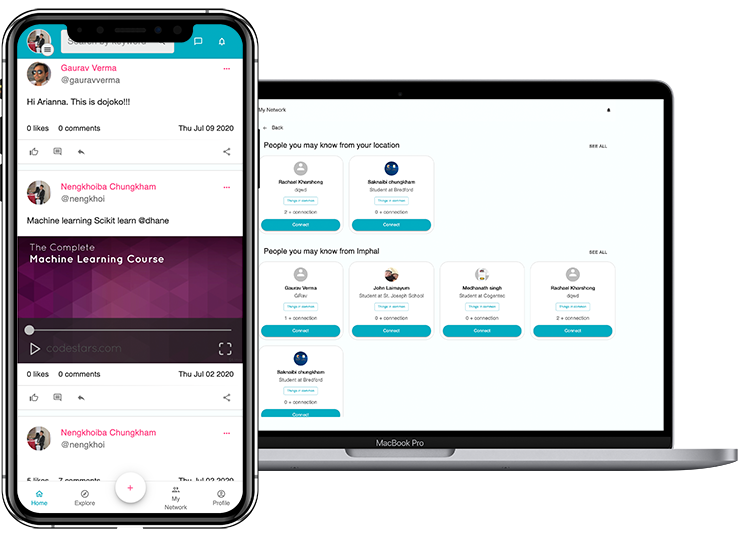 Search by keyword
Gaurav Verma
@gauravverma
Hi Arianna. This is dojoko!!!
0 likes 0 comments Thu Jul 09 2020
Nengkhoiba Chungkham
@nengkhoi
Machine learning Scikit learn @dhane
The Complete
Machine Learning Course
codestars.com
0 likes 0 comments Thu Jul 02 2020
Nengkhoiba Chungkham
@nengkhoi
5 likes 7 comments Thu Jul 02 2020
Home
Explore
+
My
Network
Profile
My Network
Back
People you may know from your location
SEE ALL
Rachael Kharshong
dqwd
Things in common
2 + connection
Connect
Baknaibi chungkham
Student at Bredford
Things in common
0 + connection
Connect
People you may know from Imphal
SEE ALL
Gaurav Verma
GRav
Things in common
1 + connection
Connect
John Laimayum
Student at St. Joseph School
Things in common
0 + connection
Connect
Medhanath singh
Student at Cogentec
Things in common
0 + connection
Connect
Rachael Kharshong
dqwd
Things in common
2 + connection
Connect
Baknaibi chungkham
Student at Bredford
Things in common
0 + connection
Connect
MacBook Pro